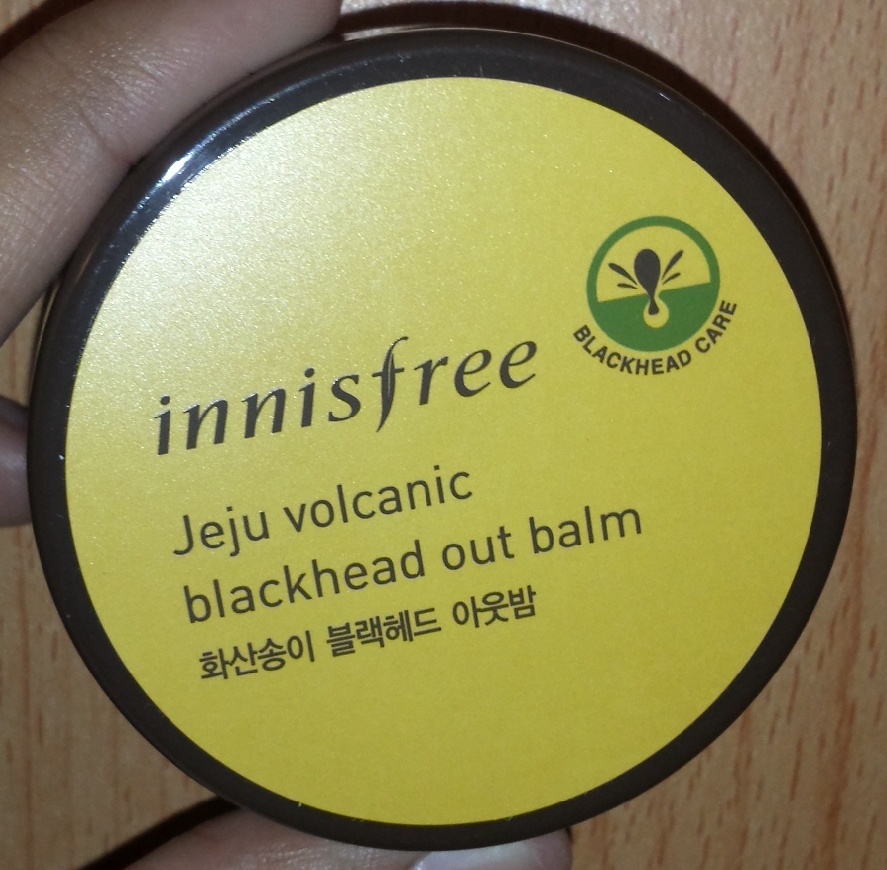 innisfree
BLACKHEAD CARE
Jeju volcanic
blackhead out balm
화산송이 블랙헤드 아웃밤